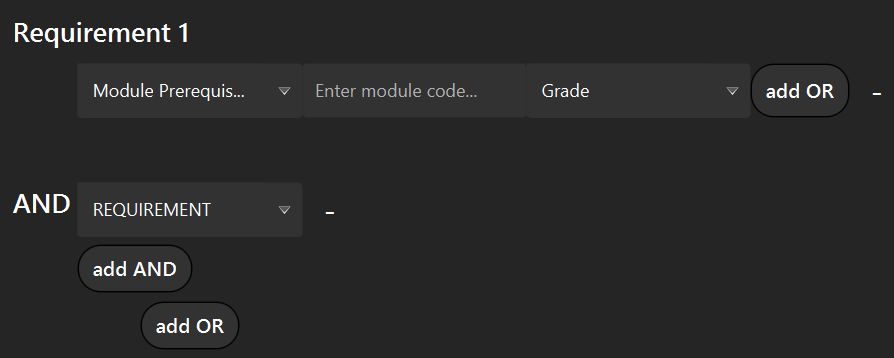 Requirement 1
Module Prerequis... Enter module code... Grade add OR -
AND REQUIREMENT -
add AND
add OR